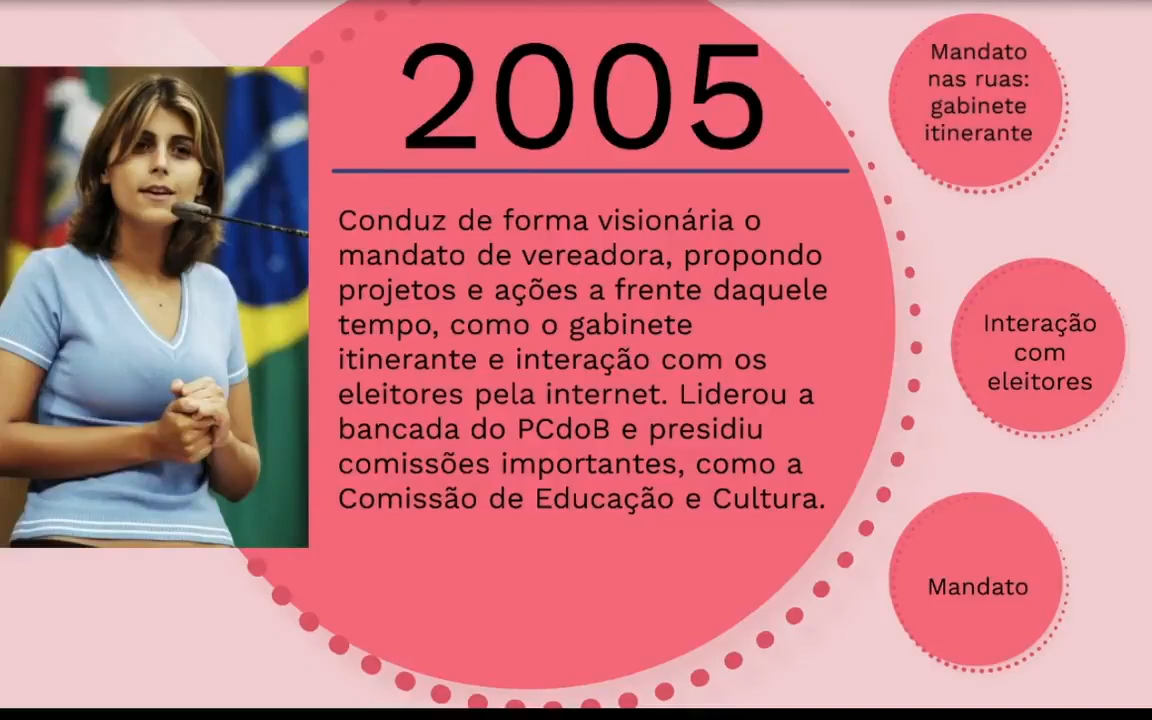 2005
Conduz de forma visionária o
mandato de vereadora, propondo
projetos e ações a frente daquele
tempo, como o gabinete
itinerante e interação com os
eleitores pela internet. Liderou a
bancada do PCdoB e presidiu
comissões importantes, como a
Comissão de Educação e Cultura.
Mandato
nas ruas:
gabinete
itinerante
Interação
com
eleitores
Mandato